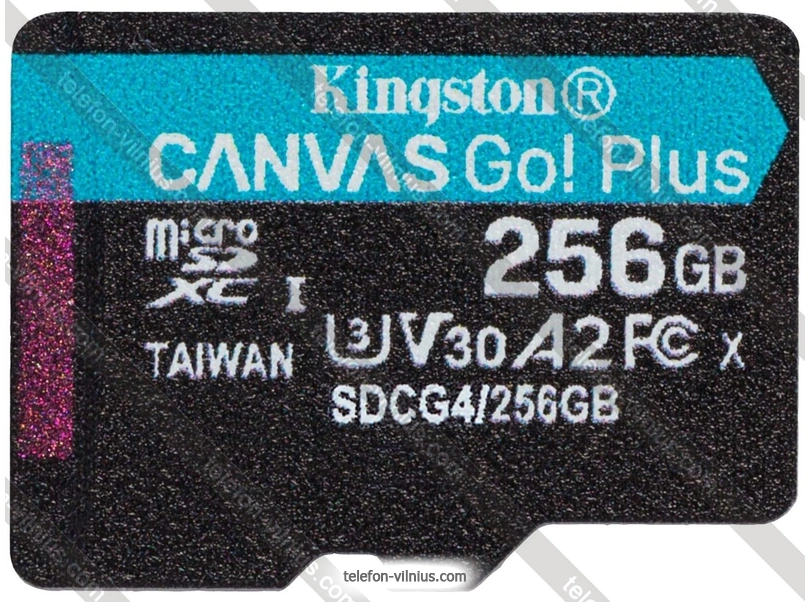 Kingston®
CANVAS Go! Plus
micro
SD
XC I
256GB
TAIWAN
U3 V30 A2 FC X
SDCG4/256GB
telefon-vilnius.com